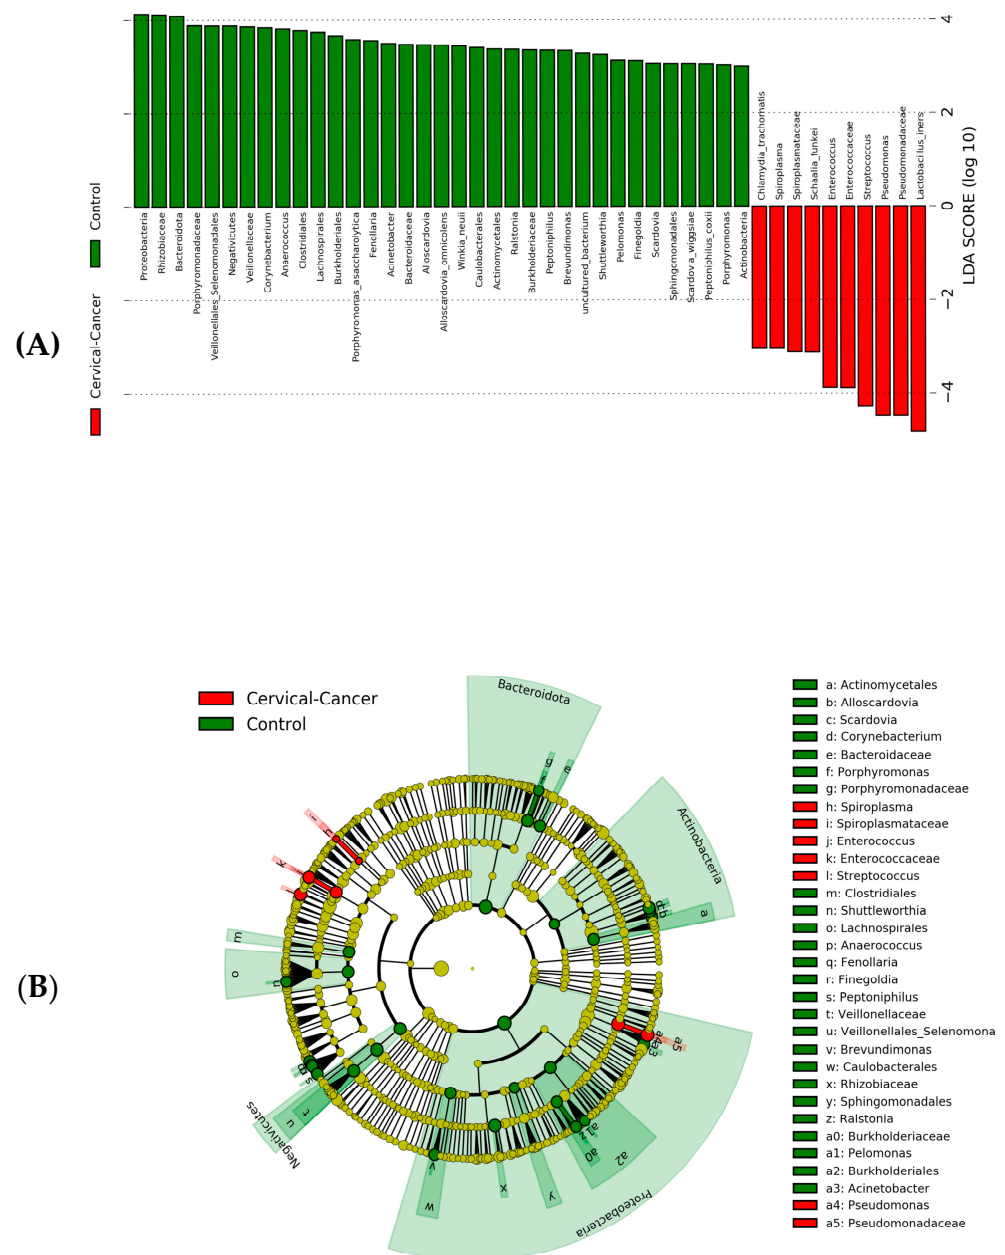 (A)
Cervical-Cancer
Control
4
2
0
−2
−4
LDA SCORE (log 10)
Proteobacteria
Rhizobiaceae
Bacteroidota
Porphyromonadaceae
Veillonellales_Selenomonadales
Negativicutes
Veillonellaceae
Corynebacterium
Anaerococcus
Clostridiales
Lachnospirales
Burkholderiales
Porphyromonas_asaccharolytica
Fenollaria
Acinetobacter
Bacteroidaceae
Alloscardovia
Alloscardovia_omnicolens
Winkia_neuii
Caulobacterales
Actinomycetales
Ralstonia
Burkholderiaceae
Peptoniphilus
Brevundimonas
uncultured_bacterium
Shuttleworthia
Pelomonas
Finegoldia
Scardovia
Sphingomonadales
Scardovia_wiggsiae
Peptoniphilus_coxii
Porphyromonas
Actinobacteria
Chlamydia_trachomatis
Spiroplasma
Spiroplasmataceae
Schaalia_funkei
Enterococcus
Enterococcaceae
Streptococcus
Pseudomonas
Pseudomonadaceae
Lactobacillus_iners
(B)
Cervical-Cancer
Control
Bacteroidota
Actinobacteria
Proteobacteria
Negativicutes
g
f
e
b
a
a5
a3
a2
a0
y
x
w
v
u
t
s
o
m
k
n
a: Actinomycetales
b: Alloscardovia
c: Scardovia
d: Corynebacterium
e: Bacteroidaceae
f: Porphyromonas
g: Porphyromonadaceae
h: Spiroplasma
i: Spiroplasmataceae
j: Enterococcus
k: Enterococcaceae
l: Streptococcus
m: Clostridiales
n: Shuttleworthia
o: Lachnospirales
p: Anaerococcus
q: Fenollaria
r: Finegoldia
s: Peptoniphilus
t: Veillonellaceae
u: Veillonellales_Selenomona
v: Brevundimonas
w: Caulobacterales
x: Rhizobiaceae
y: Sphingomonadales
z: Ralstonia
a0: Burkholderiaceae
a1: Pelomonas
a2: Burkholderiales
a3: Acinetobacter
a4: Pseudomonas
a5: Pseudomonadaceae